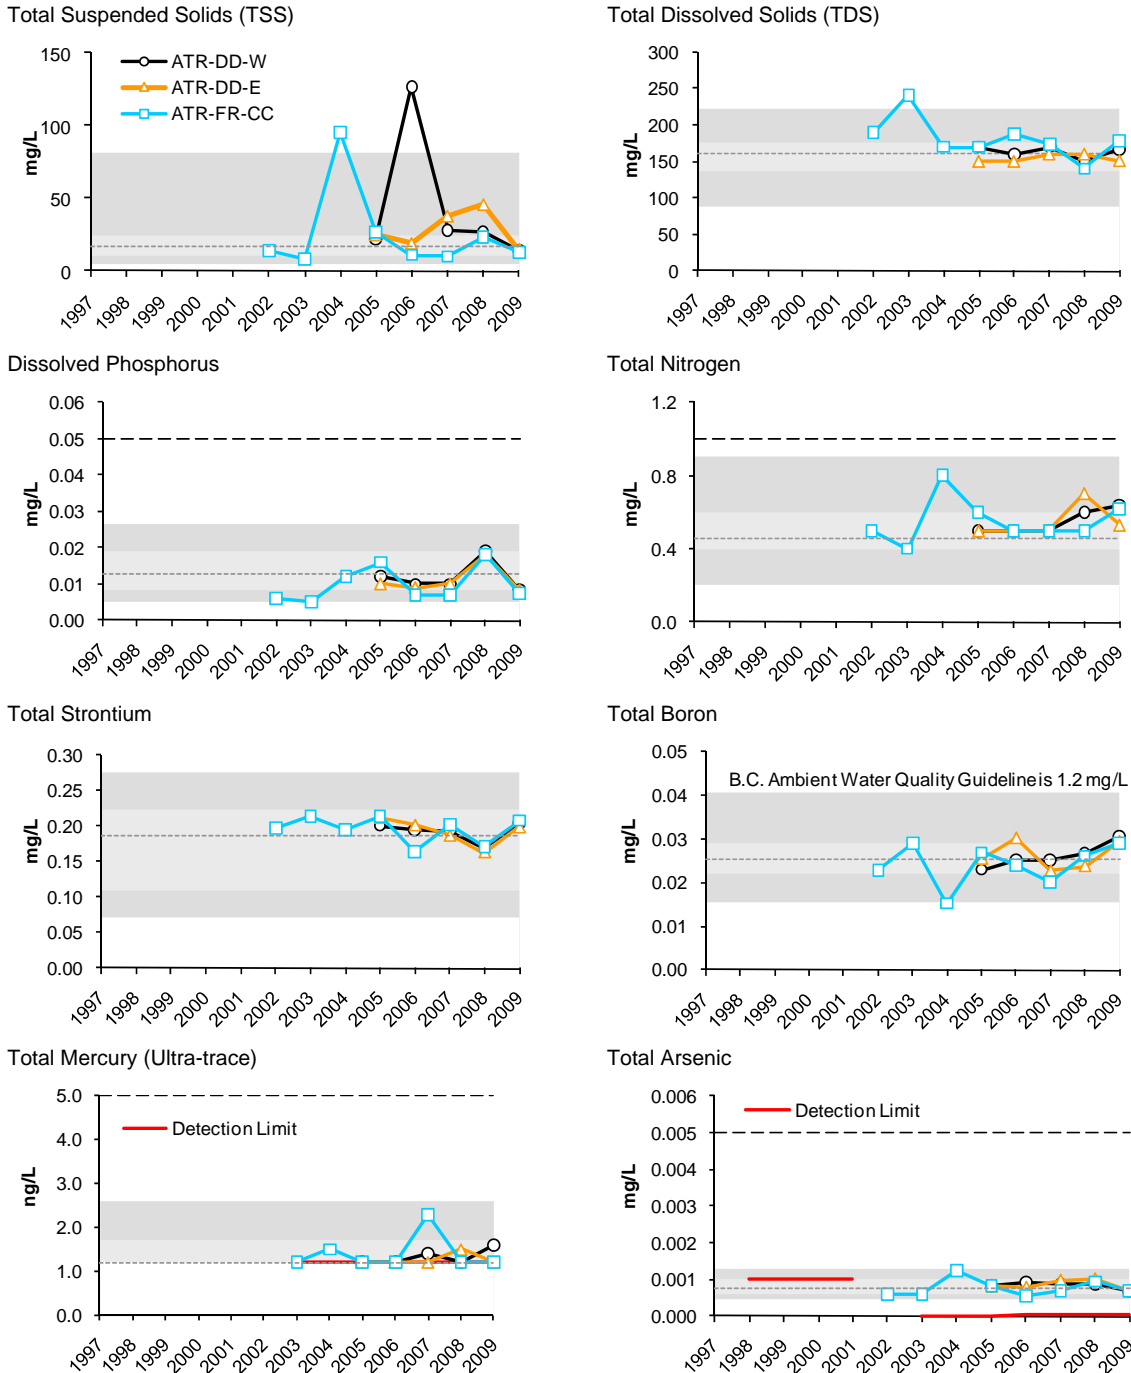 Total Suspended Solids (TSS)
150
100
50
0
mg/L
ATR-DD-W
ATR-DD-E
ATR-FR-CC
1997 1998 1999 2000 2001 2002 2003 2004 2005 2006 2007 2008 2009
Total Dissolved Solids (TDS)
300
250
200
150
100
50
0
mg/L
1997 1998 1999 2000 2001 2002 2003 2004 2005 2006 2007 2008 2009
Dissolved Phosphorus
0.06
0.05
0.04
0.03
0.02
0.01
0.00
mg/L
1997 1998 1999 2000 2001 2002 2003 2004 2005 2006 2007 2008 2009
Total Nitrogen
1.2
0.8
0.4
0.0
mg/L
1997 1998 1999 2000 2001 2002 2003 2004 2005 2006 2007 2008 2009
Total Strontium
0.30
0.25
0.20
0.15
0.10
0.05
0.00
mg/L
1997 1998 1999 2000 2001 2002 2003 2004 2005 2006 2007 2008 2009
Total Boron
0.05
0.04
0.03
0.02
0.01
0.00
mg/L
B.C. Ambient Water Quality Guideline is 1.2 mg/L
1997 1998 1999 2000 2001 2002 2003 2004 2005 2006 2007 2008 2009
Total Mercury (Ultra-trace)
5.0
4.0
3.0
2.0
1.0
0.0
ng/L
Detection Limit
1997 1998 1999 2000 2001 2002 2003 2004 2005 2006 2007 2008 2009
Total Arsenic
0.006
0.005
0.004
0.003
0.002
0.001
0.000
mg/L
Detection Limit
1997 1998 1999 2000 2001 2002 2003 2004 2005 2006 2007 2008 2009